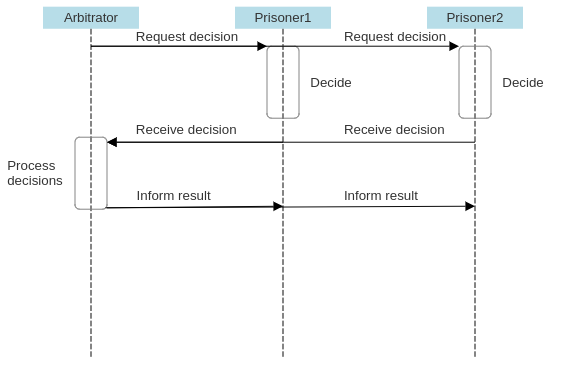 Arbitrator
Prisoner1
Prisoner2
Request decision
Request decision
Decide
Decide
Receive decision
Receive decision
Process
decisions
Inform result
Inform result